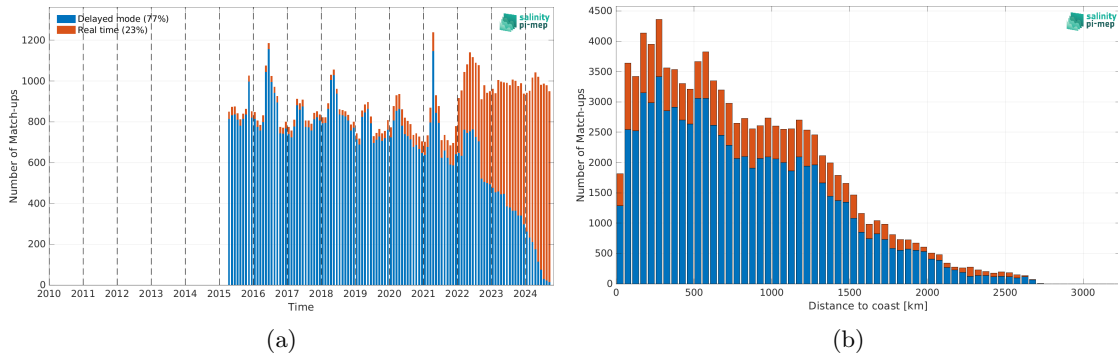 Delayed mode (77%)
Real time (23%)
salinity
pi-mep
Number of Match-ups
1200
1000
800
600
400
200
0
2010 2011 2012 2013 2014 2015 2016 2017 2018 2019 2020 2021 2022 2023 2024
Time
(a)
salinity
pi-mep
Number of Match-ups
4500
4000
3500
3000
2500
2000
1500
1000
500
0
0 500 1000 1500 2000 2500 3000
Distance to coast [km]
(b)